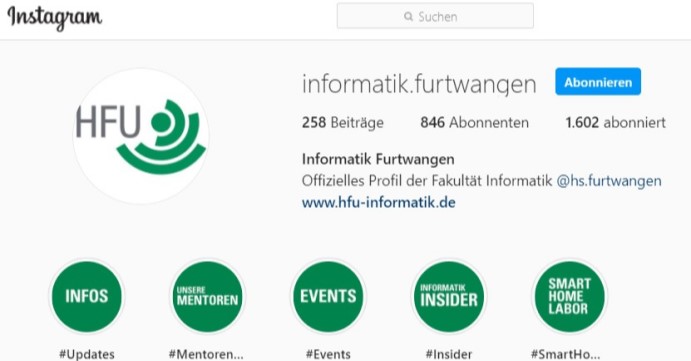 Instagram
Suchen
HFU
informatik.furtwangen Abonnieren
258 Beiträge 846 Abonnenten 1.602 abonniert
Informatik Furtwangen
Offizielles Profil der Fakultät Informatik @hs.furtwangen
www.hfu-informatik.de
INFOS
UNSERE
MENTOREN
EVENTS
INFORMATIK
INSIDER
SMART
HOME
LABOR
#Updates #Mentoren... #Events #Insider #SmartHo...